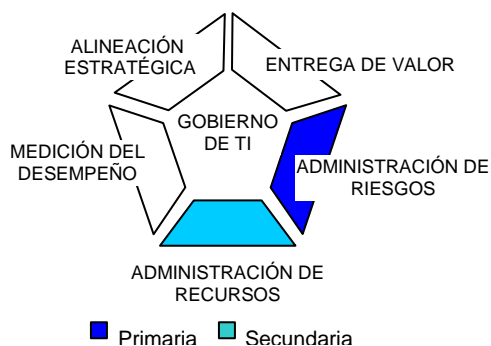 ALINEACIÓN
ESTRATÉGICA
ENTREGA DE VALOR
GOBIERNO
DE TI
MEDICIÓN DEL
DESEMPEÑO
ADMINISTRACIÓN DE
RIESGOS
ADMINISTRACIÓN DE
RECURSOS
Primaria Secundaria